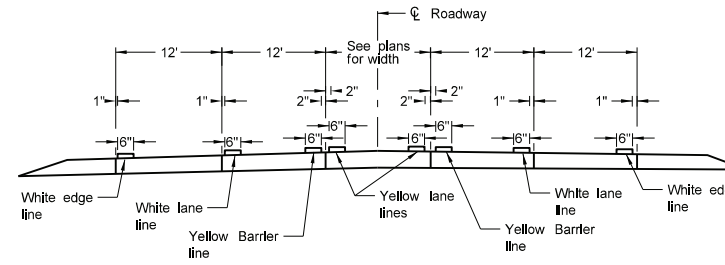 ℄ Roadway
12'
12'
See plans
for width
12'
12'
1"
1"
2"
2"
2"
2"
1"
1"
6"
6"
6"
6"
6"
6"
6"
6"
White edge
line
White lane
line
Yellow Barrier
line
Yellow lane
lines
Yellow Barrier
line
White lane
line
White ed
line